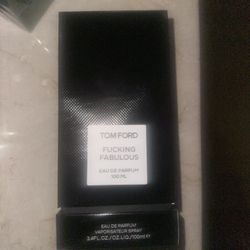 TOM FORD
FUCKING
FABULOUS
EAU DE PARFUM
100 ML
EAU DE PARFUM
VAPORISATEUR SPRAY
3.4FL.OZ./OZ.LIQ./100ml ℮